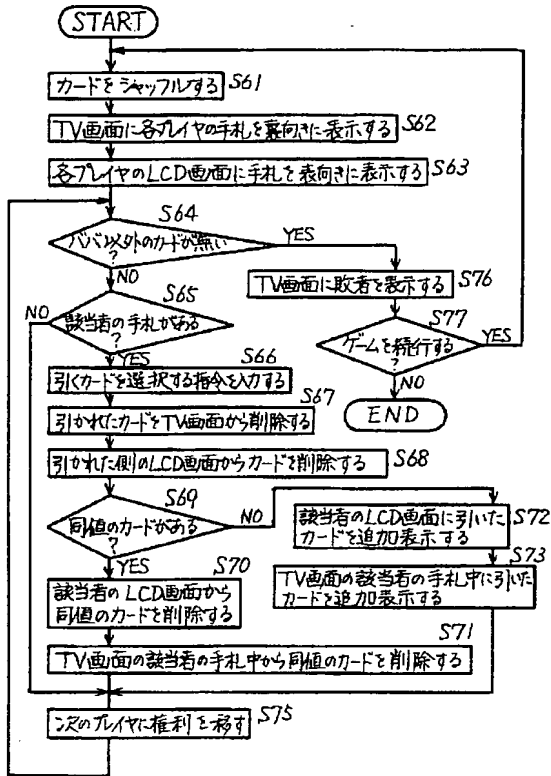 START
カードをシャッフルする S61
TV画面に各プレイヤの手札を裏向きに表示する S62
各プレイヤのLCD画面に手札を表向きに表示する S63
S64
ババ以外のカードが無い
?
YES
NO
TV画面に敗者を表示する S76
S65
NO
該当者の手札がある
?
S77
ゲームを続行する
?
YES
YES
S66
引くカードを選択する指令を入力する
NO
END
S67
引かれたカードをTV画面から削除する
引かれた側のLCD画面からカードを削除する S68
S69
同値のカードがある
?
NO
該当者のLCD画面に引いた
カードを追加表示する
S72
YES
S70
該当者のLCD画面から
同値のカードを削除する
S73
TV画面の該当者の手札中に引いた
カードを追加表示する
S71
TV画面の該当者の手札中から同値のカードを削除する
次のプレイヤに権利を移す S75